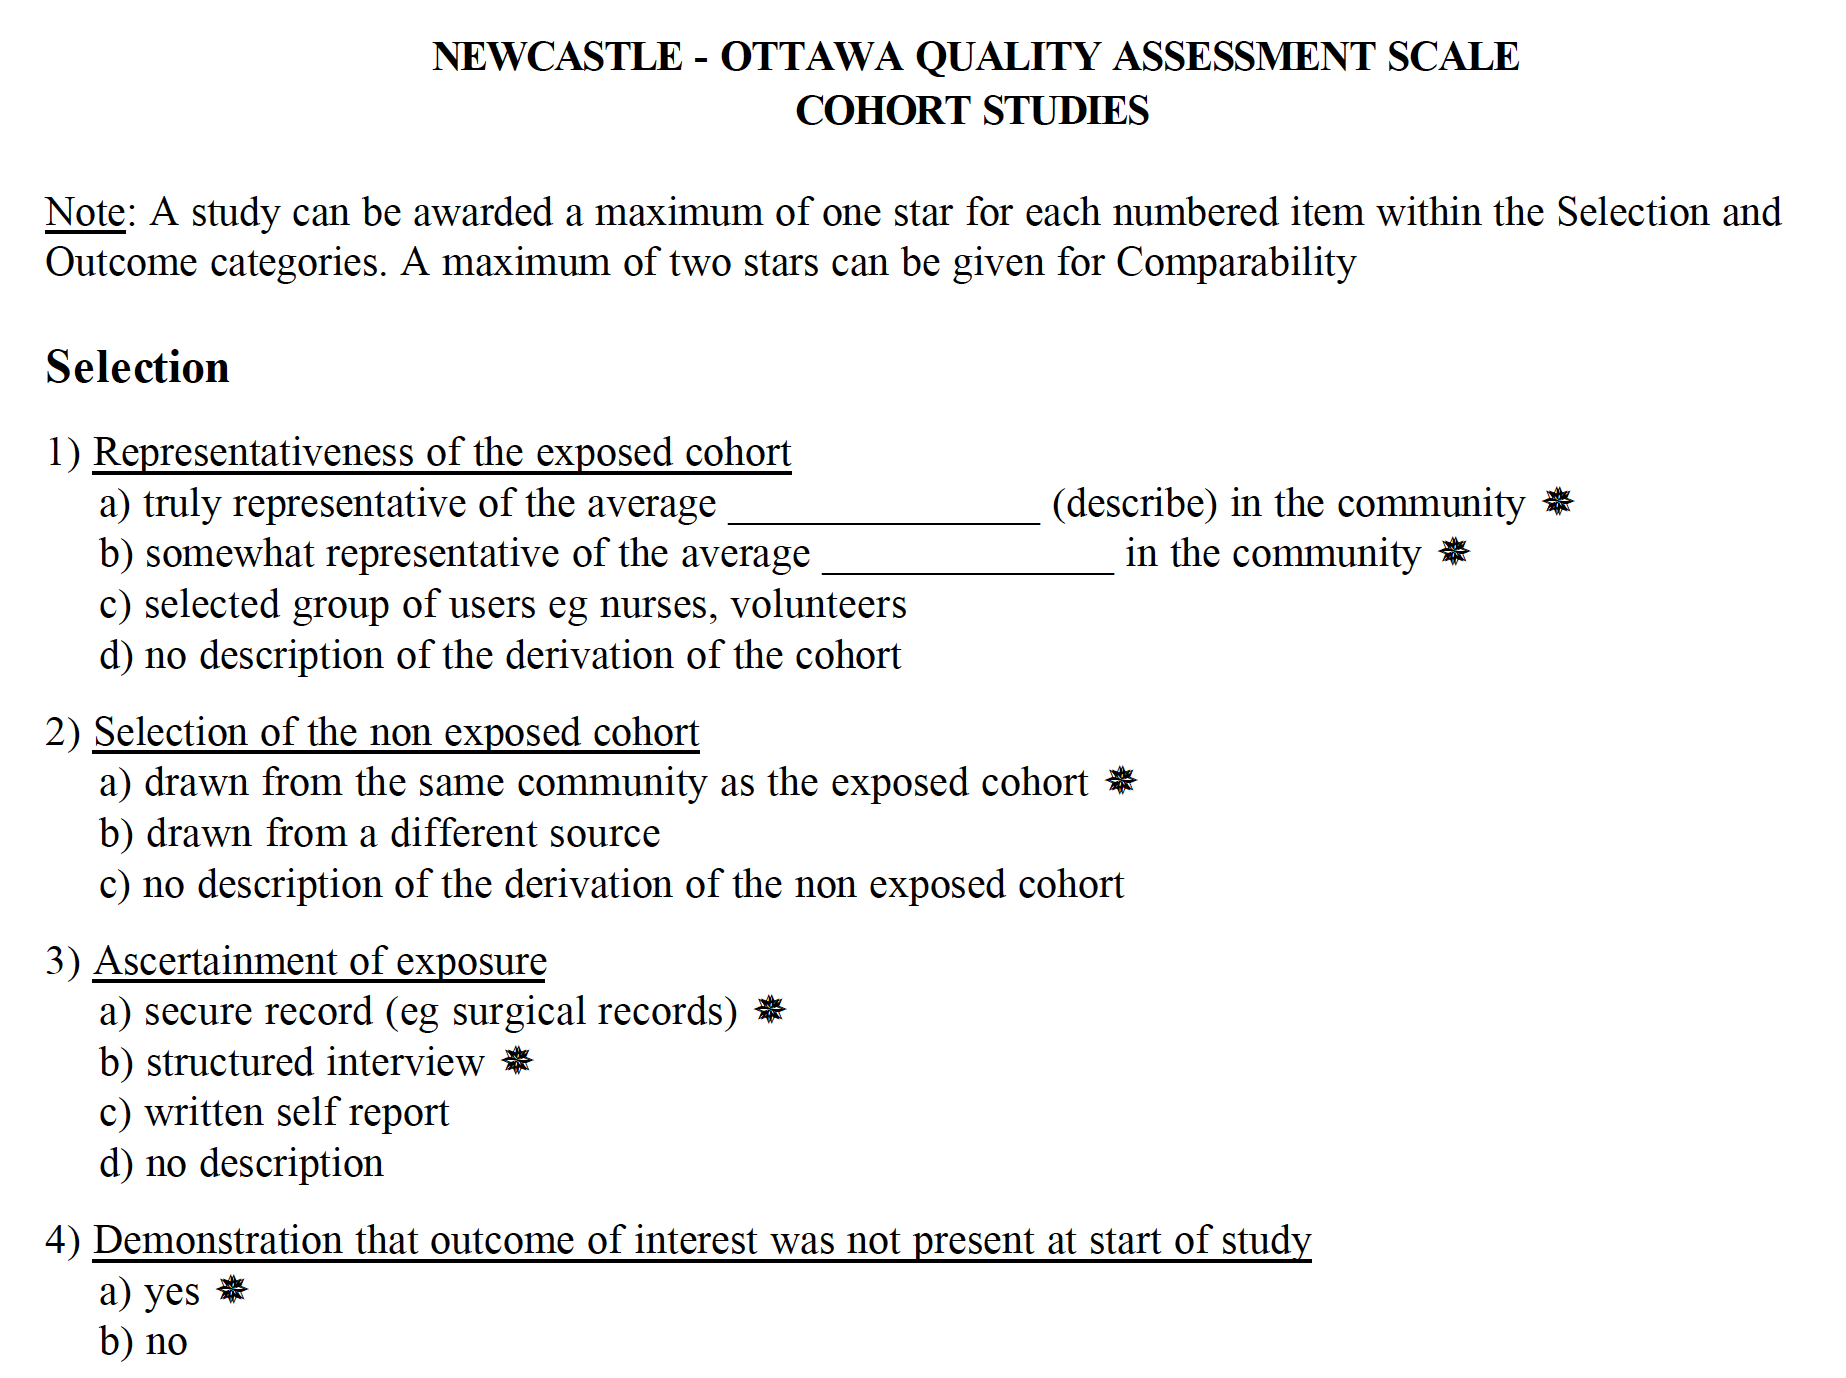 NEWCASTLE - OTTAWA QUALITY ASSESSMENT SCALE
COHORT STUDIES
Note: A study can be awarded a maximum of one star for each numbered item within the Selection and
Outcome categories. A maximum of two stars can be given for Comparability
Selection
1) Representativeness of the exposed cohort
a) truly representative of the average _______________ (describe) in the community ✵
b) somewhat representative of the average ______________ in the community ✵
c) selected group of users eg nurses, volunteers
d) no description of the derivation of the cohort
2) Selection of the non exposed cohort
a) drawn from the same community as the exposed cohort ✵
b) drawn from a different source
c) no description of the derivation of the non exposed cohort
3) Ascertainment of exposure
a) secure record (eg surgical records) ✵
b) structured interview ✵
c) written self report
d) no description
4) Demonstration that outcome of interest was not present at start of study
a) yes ✵
b) no